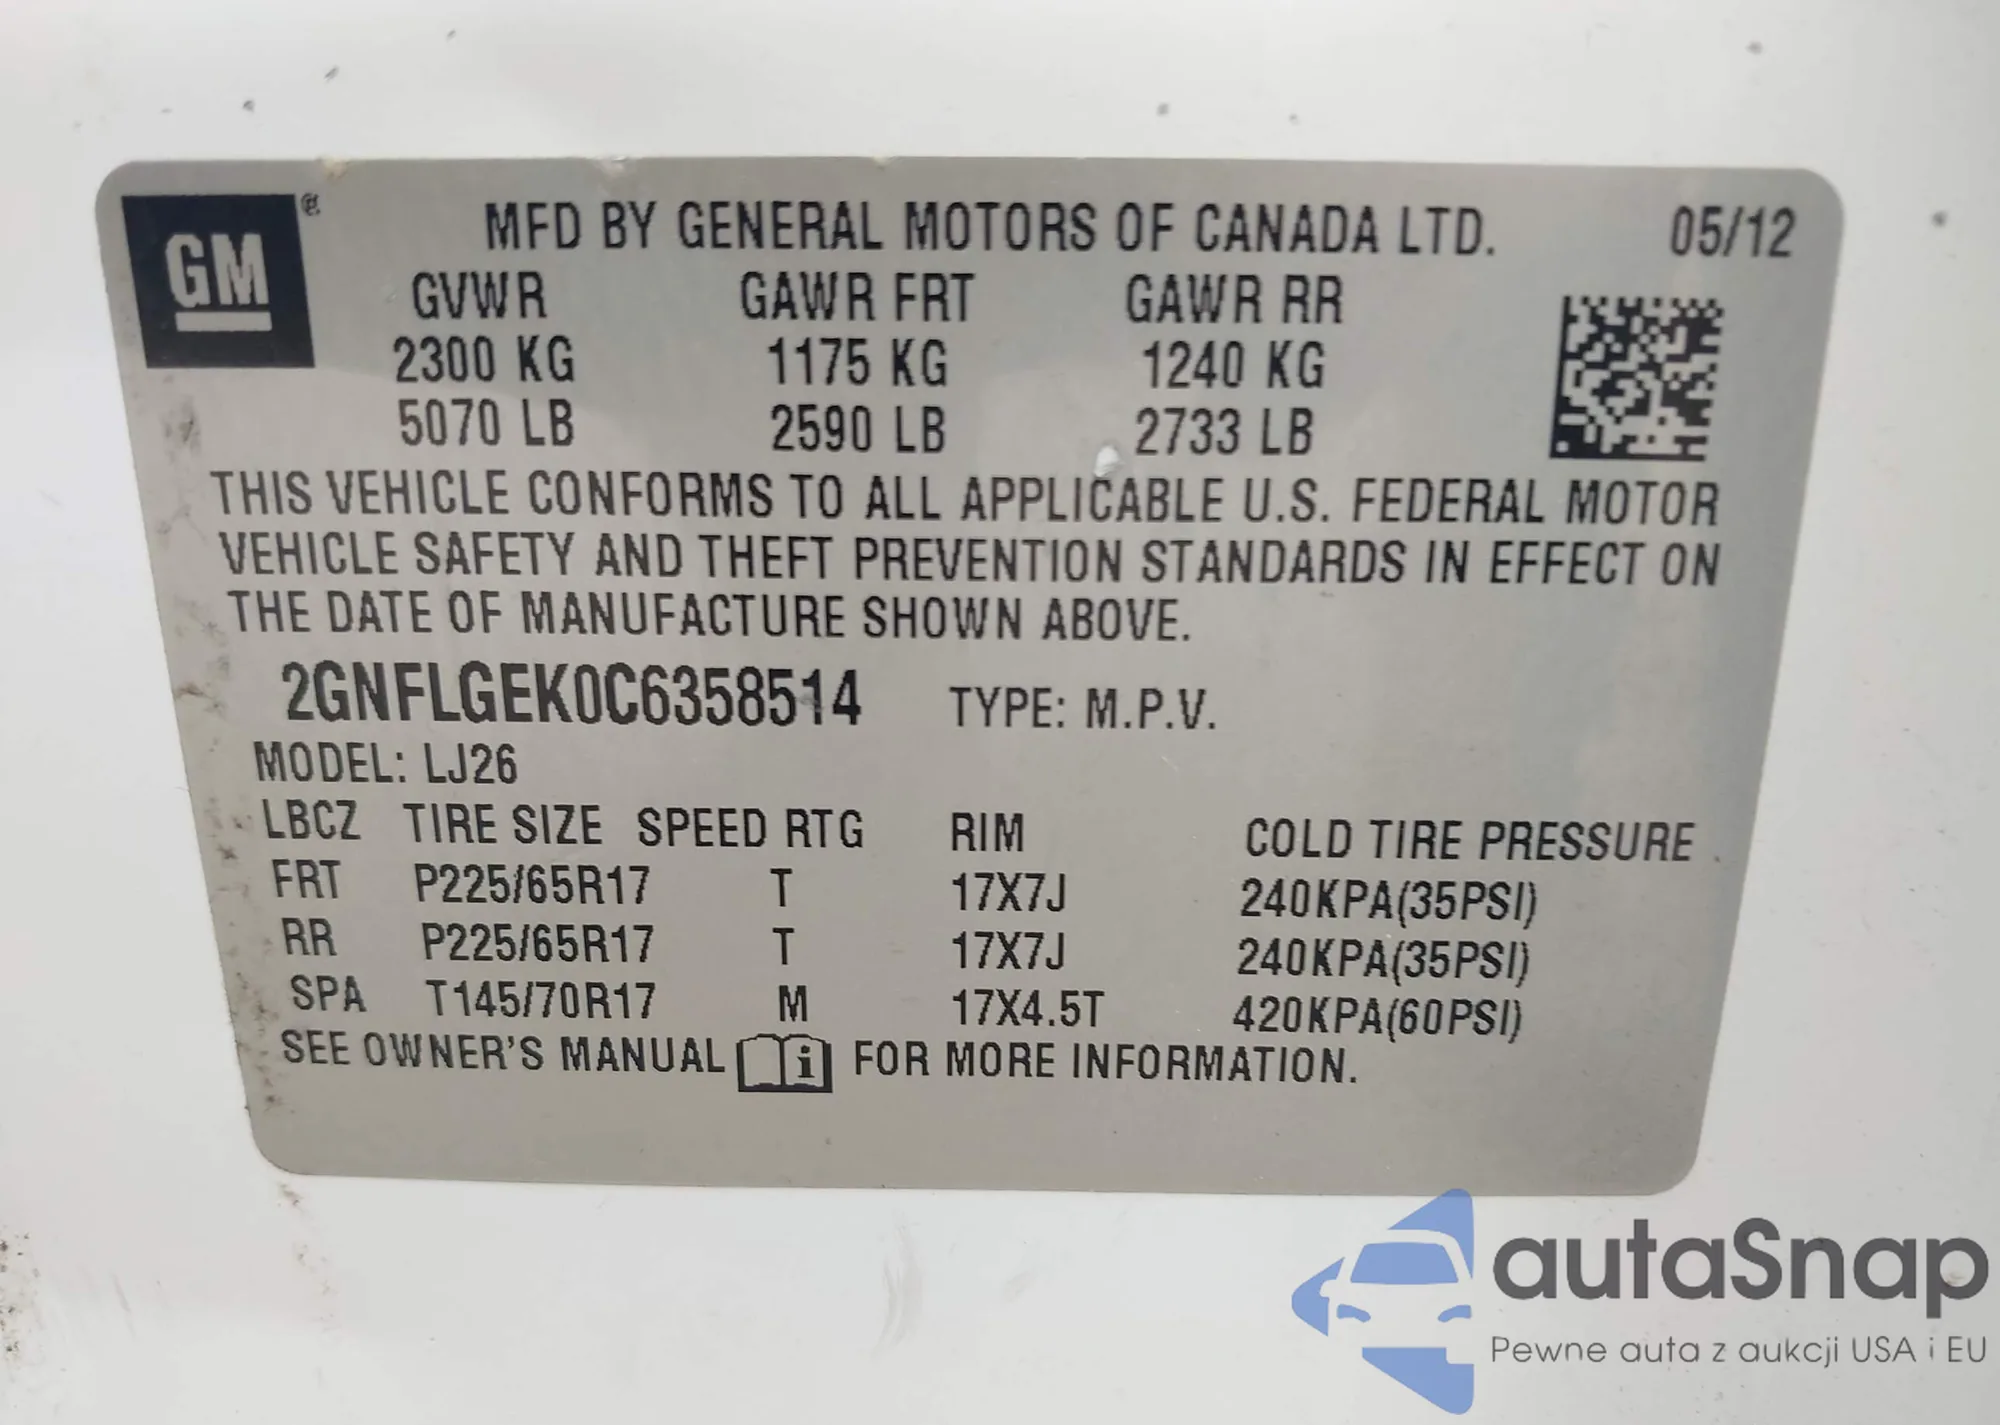 GM ® MFD BY GENERAL MOTORS OF CANADA LTD. 05/12
GVWR GAWR FRT GAWR RR
2300 KG 1175 KG 1240 KG
5070 LB 2590 LB 2733 LB
THIS VEHICLE CONFORMS TO ALL APPLICABLE U.S. FEDERAL MOTOR
VEHICLE SAFETY AND THEFT PREVENTION STANDARDS IN EFFECT ON
THE DATE OF MANUFACTURE SHOWN ABOVE.
2GNFLGEK0C6358514 TYPE: M.P.V.
MODEL: LJ26
LBCZ TIRE SIZE SPEED RTG RIM COLD TIRE PRESSURE
FRT P225/65R17 T 17X7J 240KPA(35PSI)
RR P225/65R17 T 17X7J 240KPA(35PSI)
SPA T145/70R17 M 17X4.5T 420KPA(60PSI)
SEE OWNER'S MANUAL i FOR MORE INFORMATION.
autaSnap
Pewne auta z aukcji USA i EU